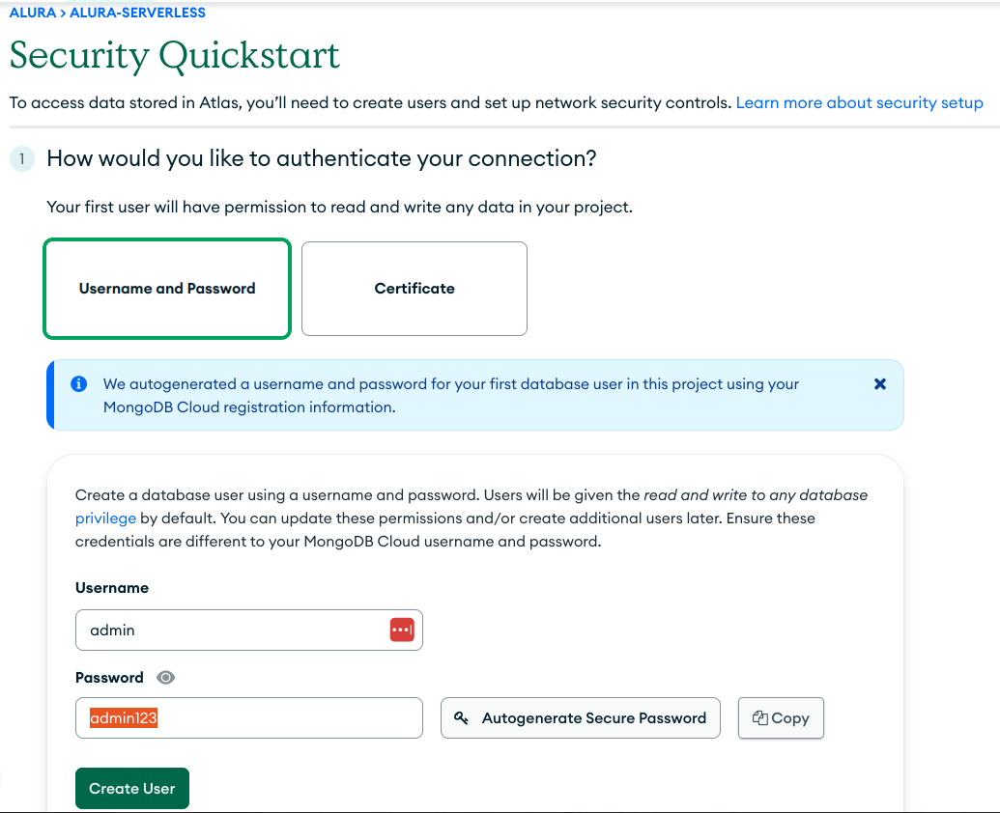 ALURA > ALURA-SERVERLESS
Security Quickstart
To access data stored in Atlas, you’ll need to create users and set up network security controls. Learn more about security setup
1 How would you like to authenticate your connection?
Your first user will have permission to read and write any data in your project.
Username and Password Certificate
We autogenerated a username and password for your first database user in this project using your
MongoDB Cloud registration information.
Create a database user using a username and password. Users will be given the read and write to any database
privilege by default. You can update these permissions and/or create additional users later. Ensure these
credentials are different to your MongoDB Cloud username and password.
Username
admin
Password
admin123 Autogenerate Secure Password Copy
Create User